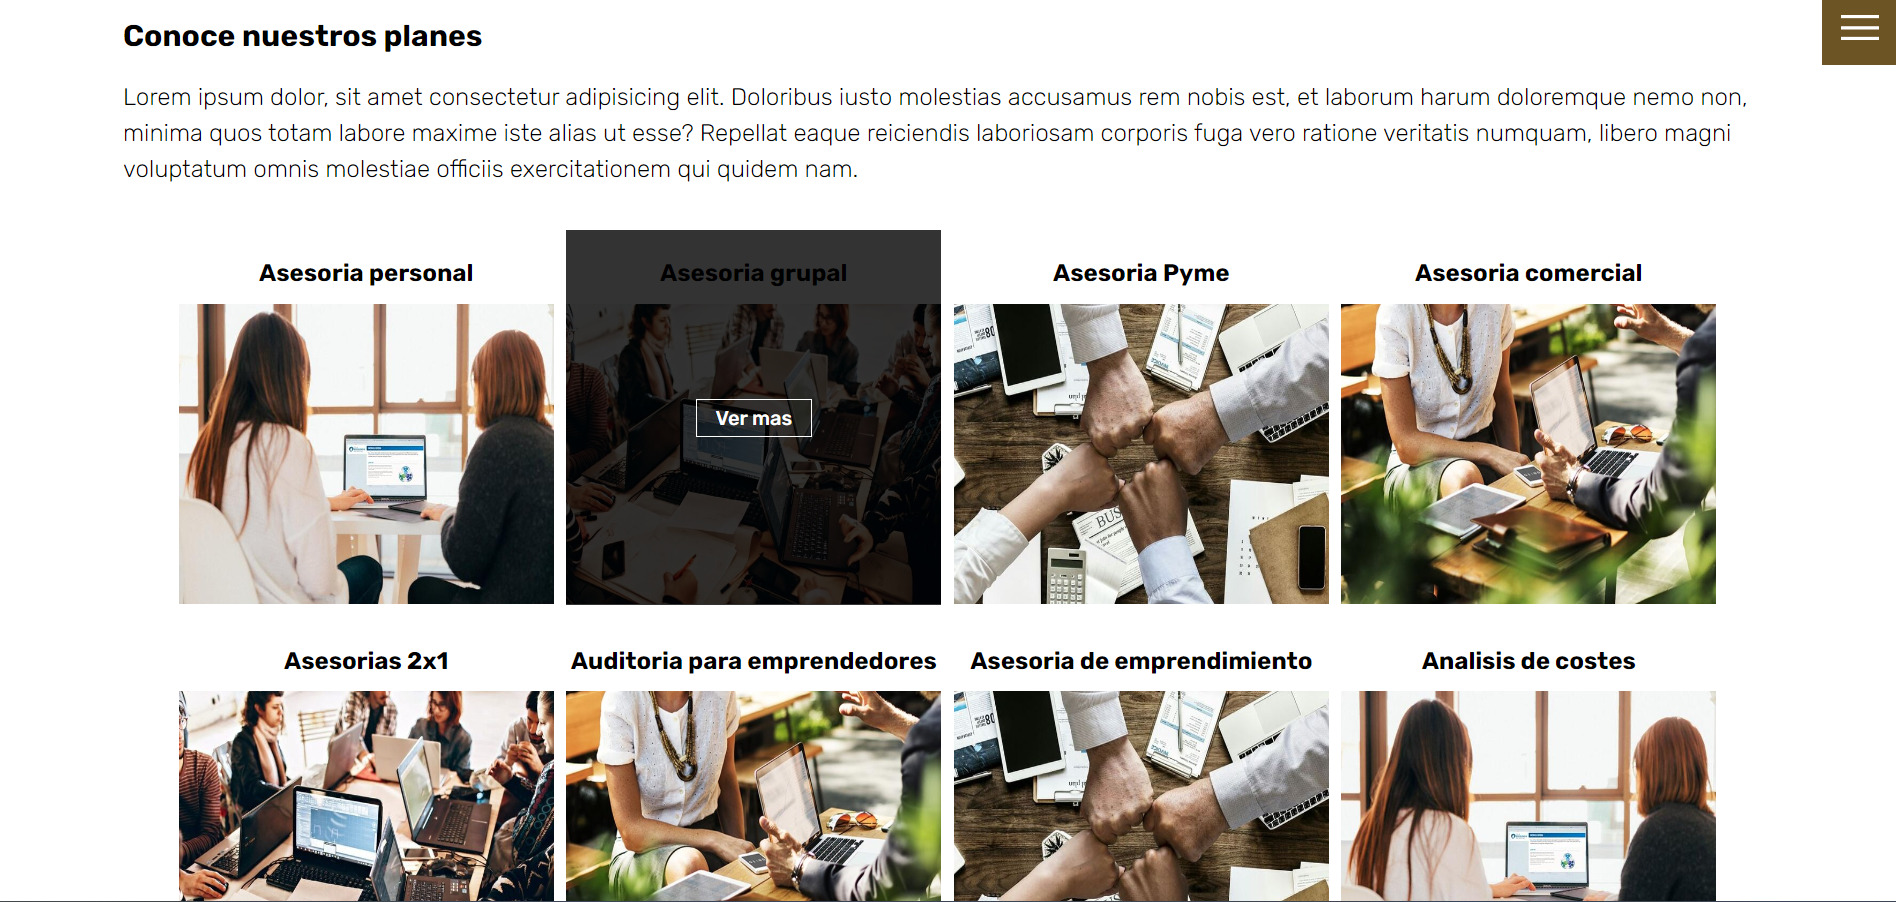 Conoce nuestros planes
Lorem ipsum dolor, sit amet consectetur adipisicing elit. Doloribus iusto molestias accusamus rem nobis est, et laborum harum doloremque nemo non,
minima quos totam labore maxime iste alias ut esse? Repellat eaque reiciendis laboriosam corporis fuga vero ratione veritatis numquam, libero magni
voluptatum omnis molestiae officiis exercitationem qui quidem nam.
Asesoria personal
Asesoria grupal
Asesoria Pyme
Asesoria comercial
Ver mas
BUS
Asesorias 2x1
Auditoria para emprendedores
Asesoria de emprendimiento
Analisis de costes